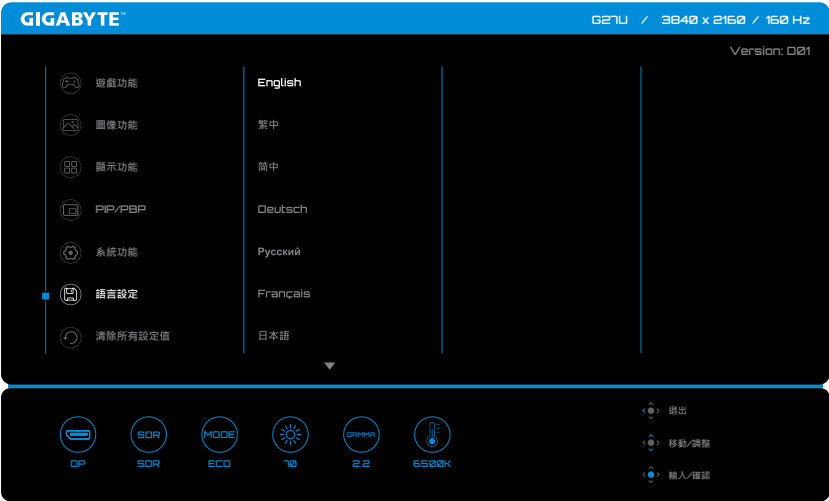 GIGABYTE™
G27U / 3840 x 2160 / 160 Hz
Version: D01
遊戲功能
圖像功能
顯示功能
PIP/PBP
系統功能
語言設定
清除所有設定值
English
繁中
简中
Deutsch
Русский
Français
日本語
DP
SDR
SDR
MODE
ECO
70
GAMMA
2.2
6500K
退出
移動/調整
輸入/確認